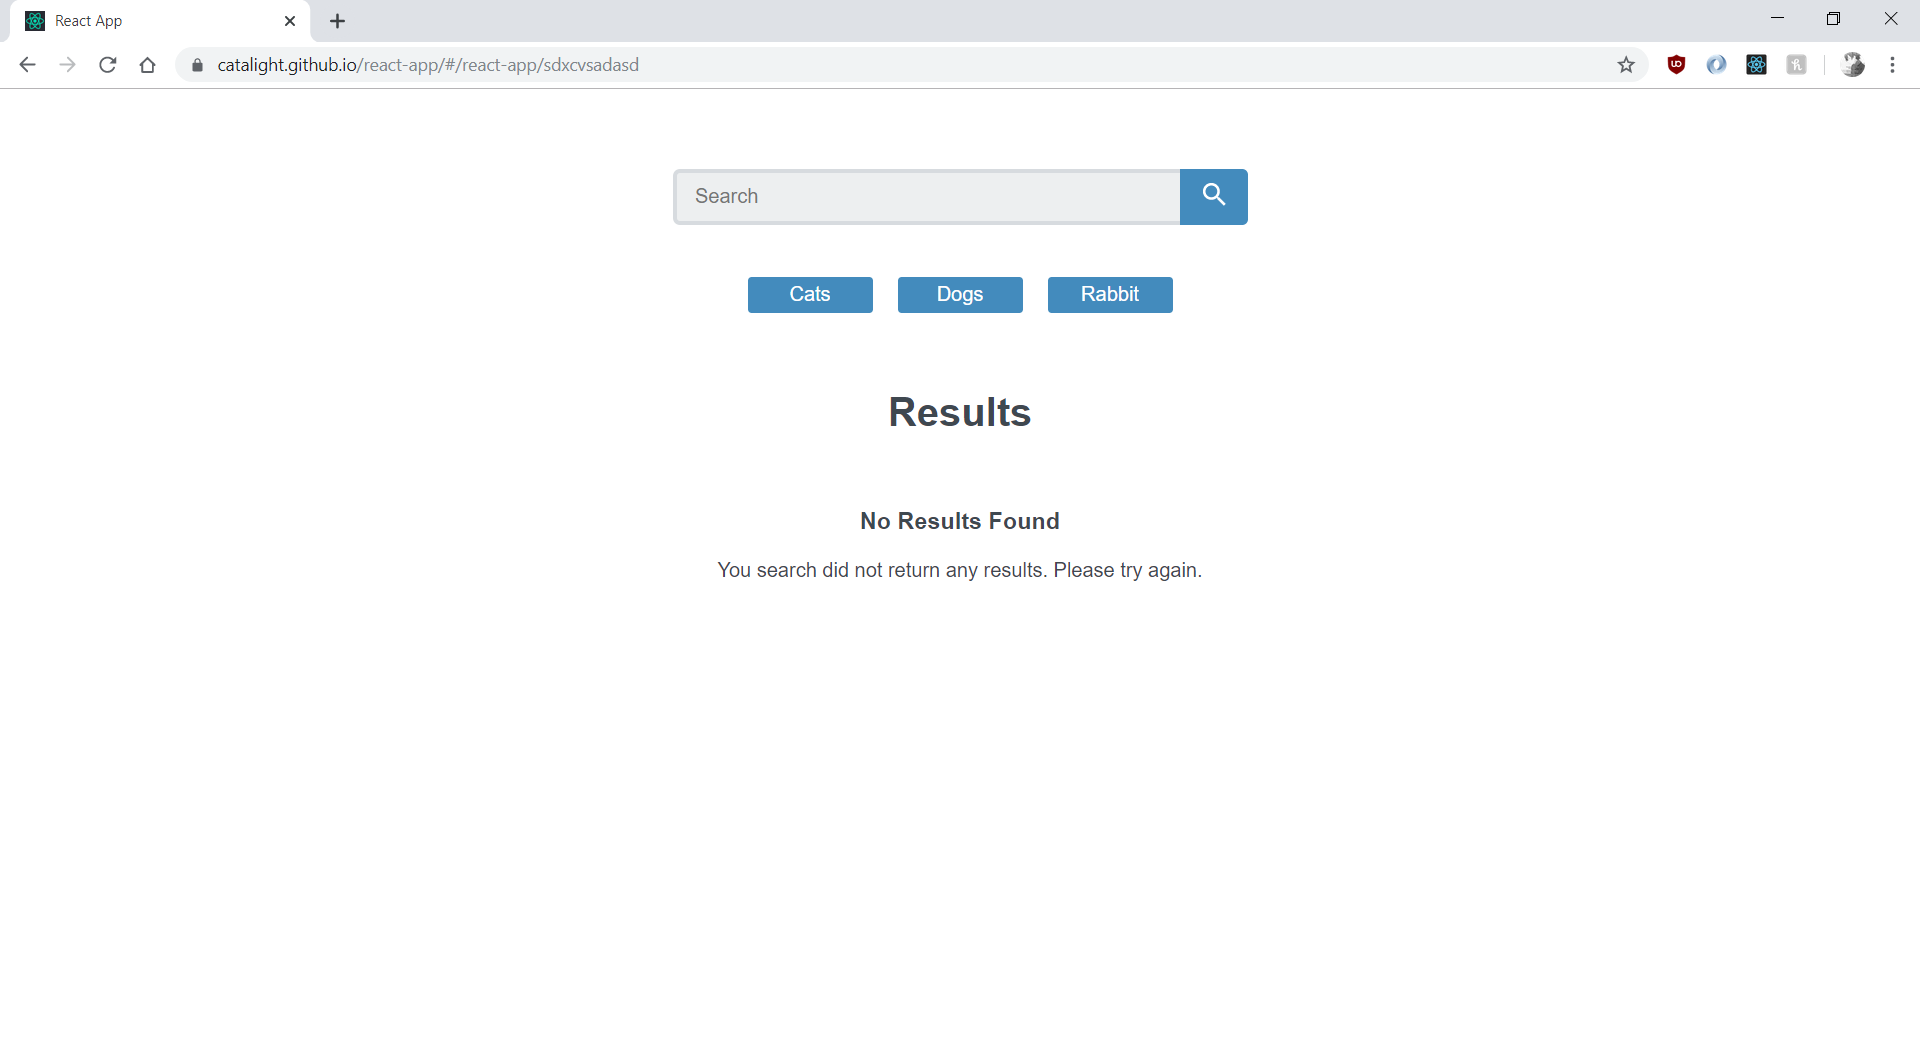 React App
catalight.github.io/react-app/#/react-app/sdxcvsadasd
Search
Cats
Dogs
Rabbit
Results
No Results Found
You search did not return any results. Please try again.